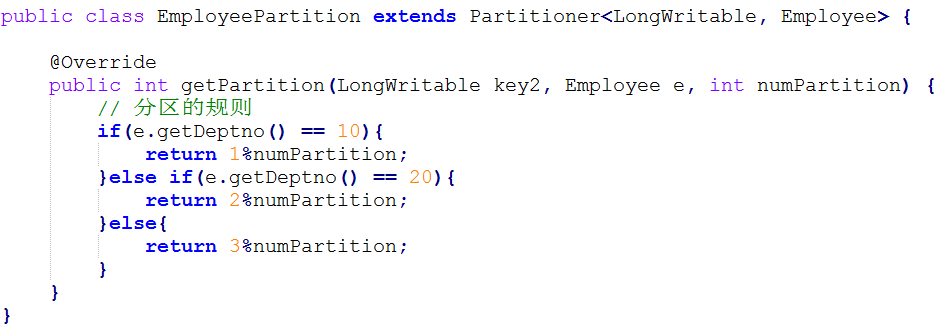 public class EmployeePartition extends Partitioner<LongWritable, Employee> {
@Override
public int getPartition(LongWritable key2, Employee e, int numPartition) {
// 分区的规则
if(e.getDeptno() == 10){
return 1%numPartition;
}else if(e.getDeptno() == 20){
return 2%numPartition;
}else{
return 3%numPartition;
}
}
}